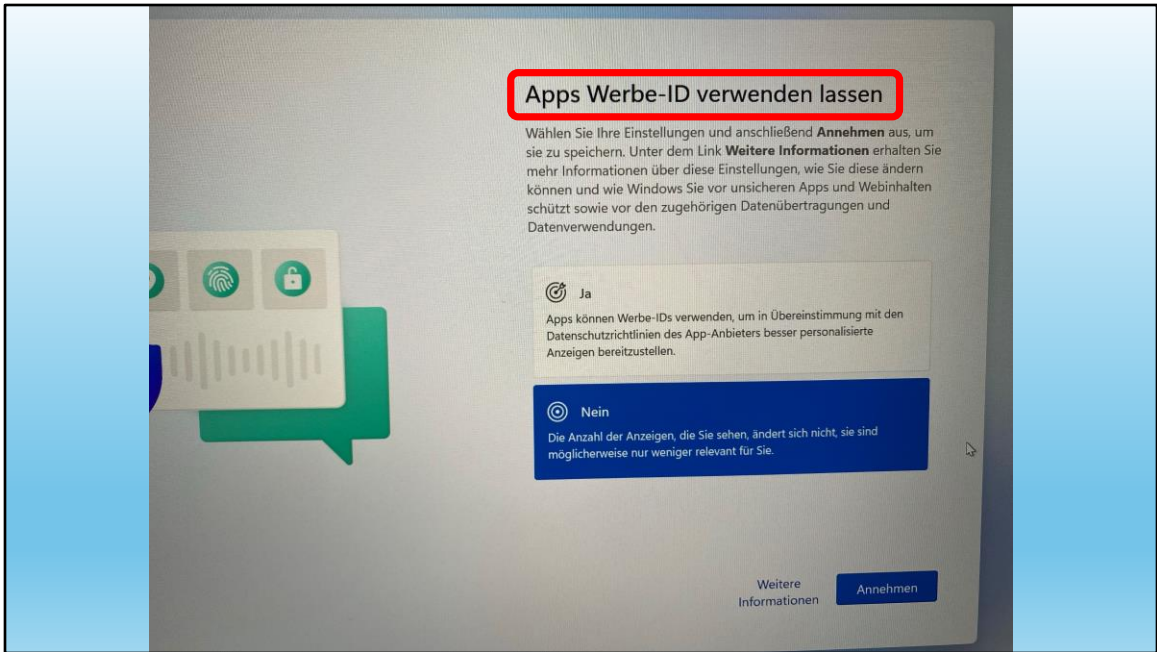 Apps Werbe-ID verwenden lassen
Wählen Sie Ihre Einstellungen und anschließend Annehmen aus, um
sie zu speichern. Unter dem Link Weitere Informationen erhalten Sie
mehr Informationen über diese Einstellungen, wie Sie diese ändern
können und wie Windows Sie vor unsicheren Apps und Webinhalten
schützt sowie vor den zugehörigen Datenübertragungen und
Datenverwendungen.
Ja
Apps können Werbe-IDs verwenden, um in Übereinstimmung mit den
Datenschutzrichtlinien des App-Anbieters besser personalisierte
Anzeigen bereitzustellen.
Nein
Die Anzahl der Anzeigen, die Sie sehen, ändert sich nicht, sie sind
möglicherweise nur weniger relevant für Sie.
Weitere
Informationen
Annehmen